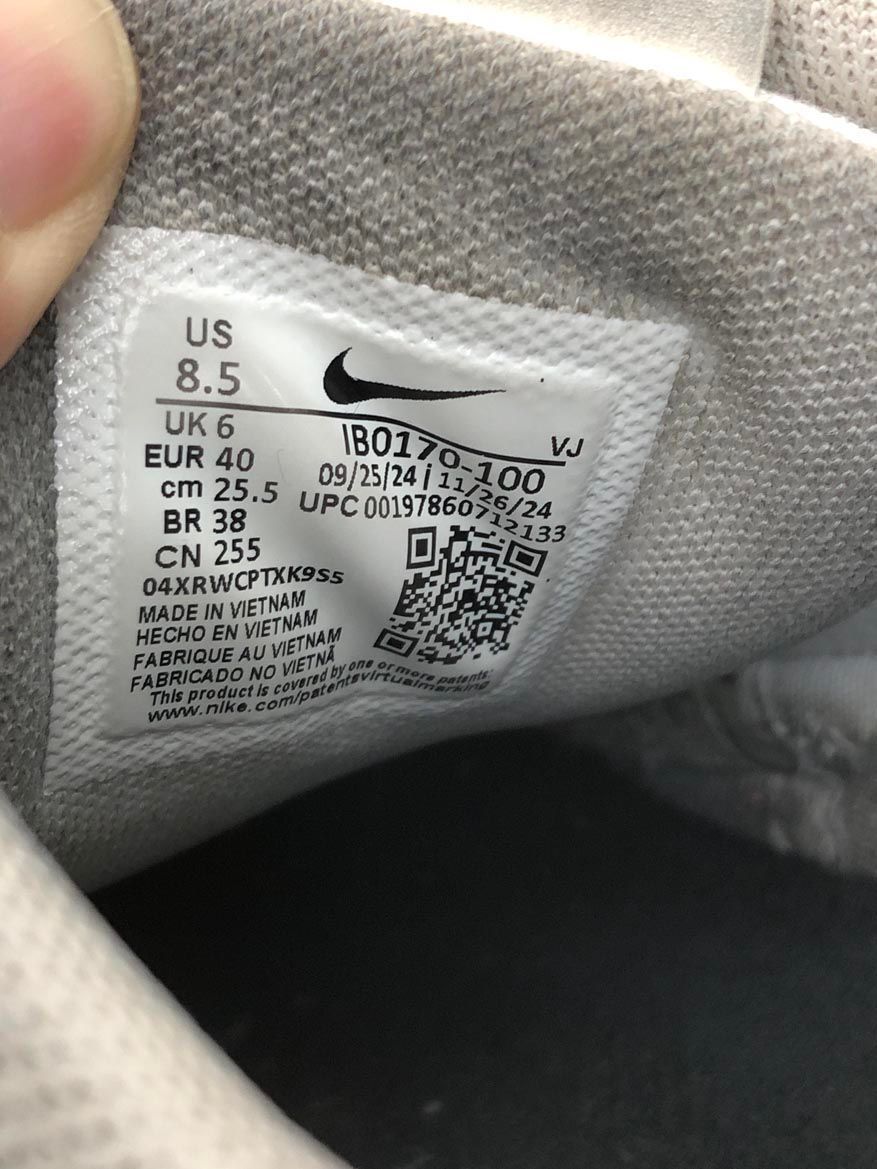 US
8.5
UK 6
EUR 40
cm 25.5
BR 38
CN 255
VJ
IB0170-100
09/25/24 | 11/26/24
UPC 00197860712133
04XRWCPTXK9S5
MADE IN VIETNAM
HECHO EN VIETNAM
FABRIQUE AU VIETNAM
FABRICADO NO VIETNÃ
This product is covered by one or more patents:
www.nike.com/patentsvirtualmarking